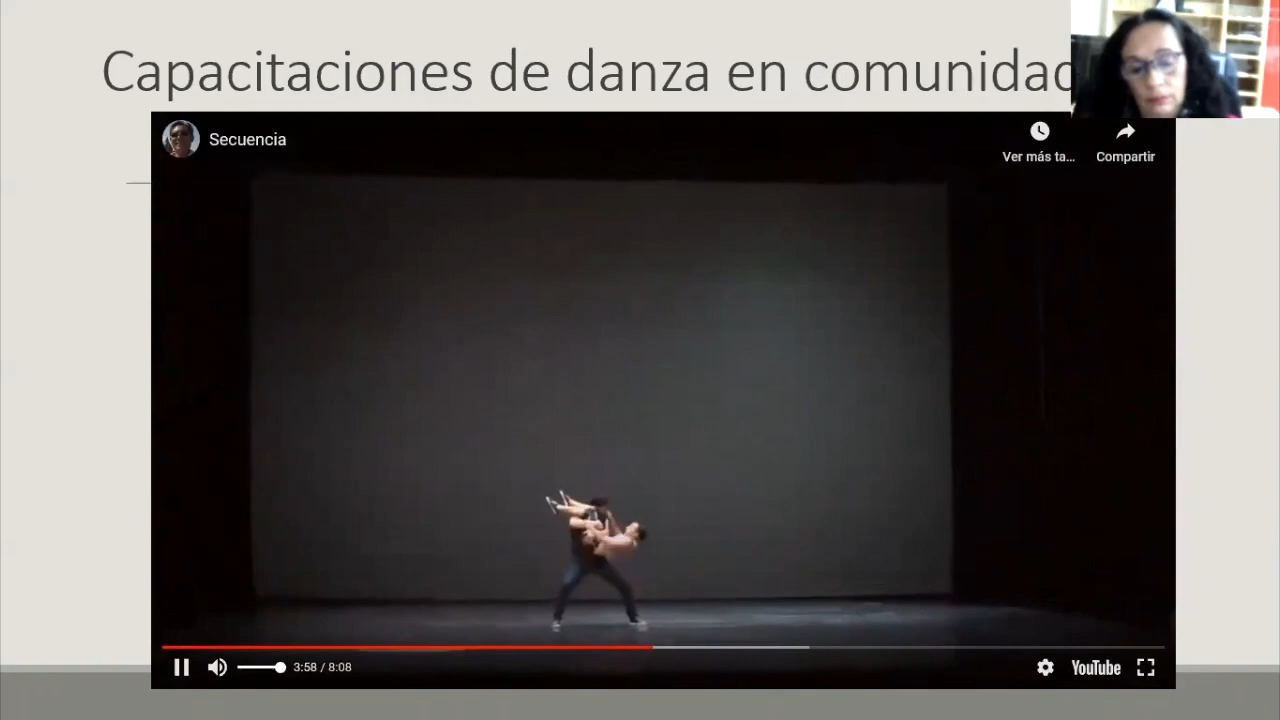 Capacitaciones de danza en comunidad
Secuencia
Ver más ta...
Compartir
3:58 / 8:08
YouTube